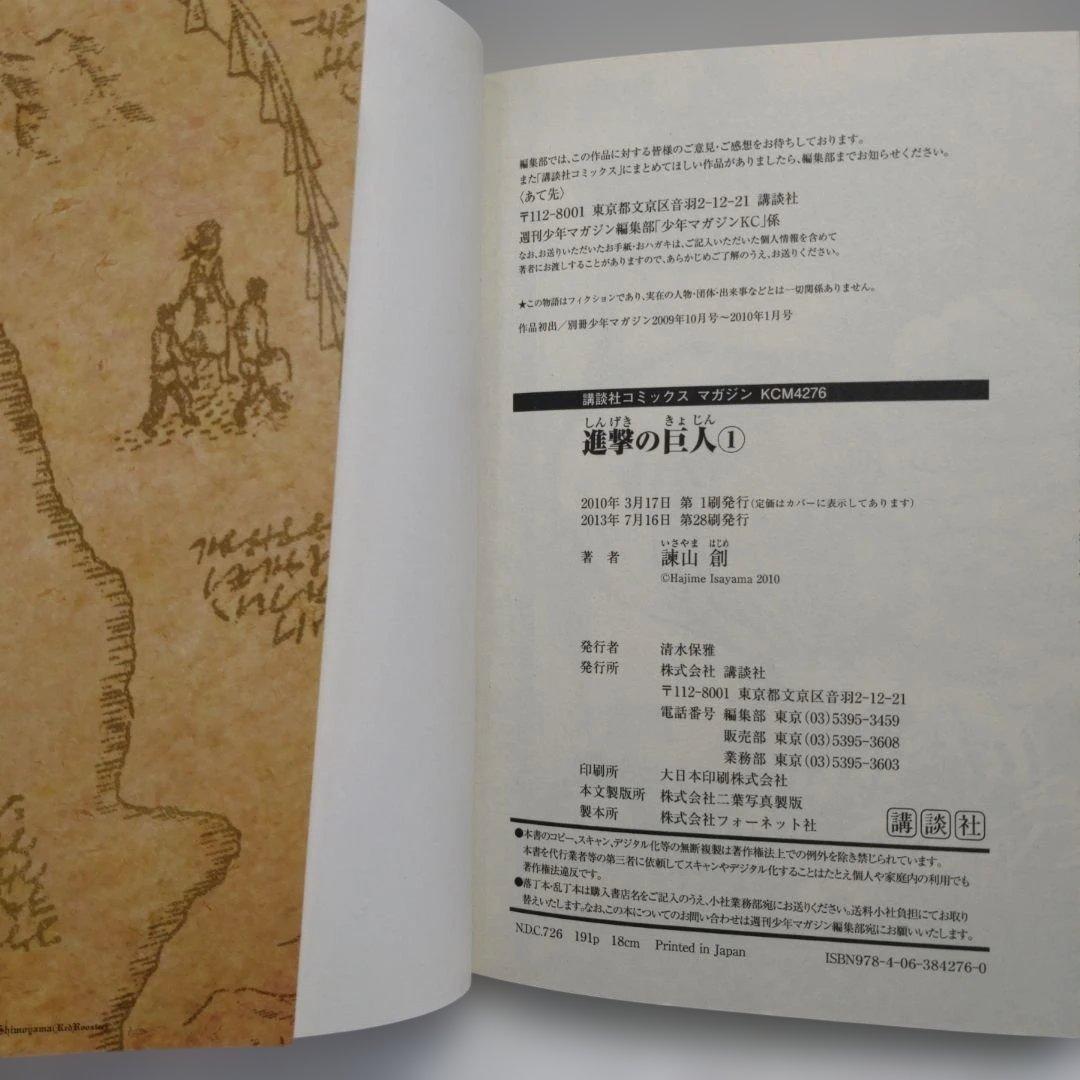 編集部では、この作品に対する皆様のご意見・ご感想をお待ちしております。
また「講談社コミックス」にまとめてほしい作品がありましたら、編集部までお知らせください。
〈あて先〉
〒112-8001 東京都文京区音羽2-12-21 講談社
週刊少年マガジン編集部「少年マガジンKC」係
なお、お送りいただいたお手紙・おハガキは、ご記入いただいた個人情報を含めて
著者にお渡しすることがありますので、あらかじめご了解のうえ、お送りください。
★この物語はフィクションであり、実在の人物・団体・出来事などとは一切関係ありません。
作品初出/別冊少年マガジン2009年10月号〜2010年1月号
講談社コミックス マガジン KCM4276
しんげき きょじん
進撃の巨人①
2010年 3月17日 第 1刷発行(定価はカバーに表示してあります)
2013年 7月16日 第28刷発行
いさやま はじめ
著者 諫山 創
©Hajime Isayama 2010
発行者 清水保雅
発行所 株式会社 講談社
〒112-8001 東京都文京区音羽2-12-21
電話番号 編集部 東京(03)5395-3459
販売部 東京(03)5395-3608
業務部 東京(03)5395-3603
印刷所 大日本印刷株式会社
本文製版所 株式会社二葉写真製版
製本所 株式会社フォーネット社
講談社
●本書のコピー、スキャン、デジタル化等の無断複製は著作権法上での例外を除き禁じられています。
本書を代行業者等の第三者に依頼してスキャンやデジタル化することはたとえ個人や家庭内の利用でも
著作権法違反です。
●落丁本・乱丁本は購入書店名をご記入のうえ、小社業務部宛にお送りください。送料小社負担にてお取り
替えいたします。なお、この本についてのお問い合わせは週刊少年マガジン編集部宛にお願いいたします。
N.D.C.726 191p 18cm Printed in Japan
ISBN978-4-06-384276-0
Shimoyama(RedRooster)